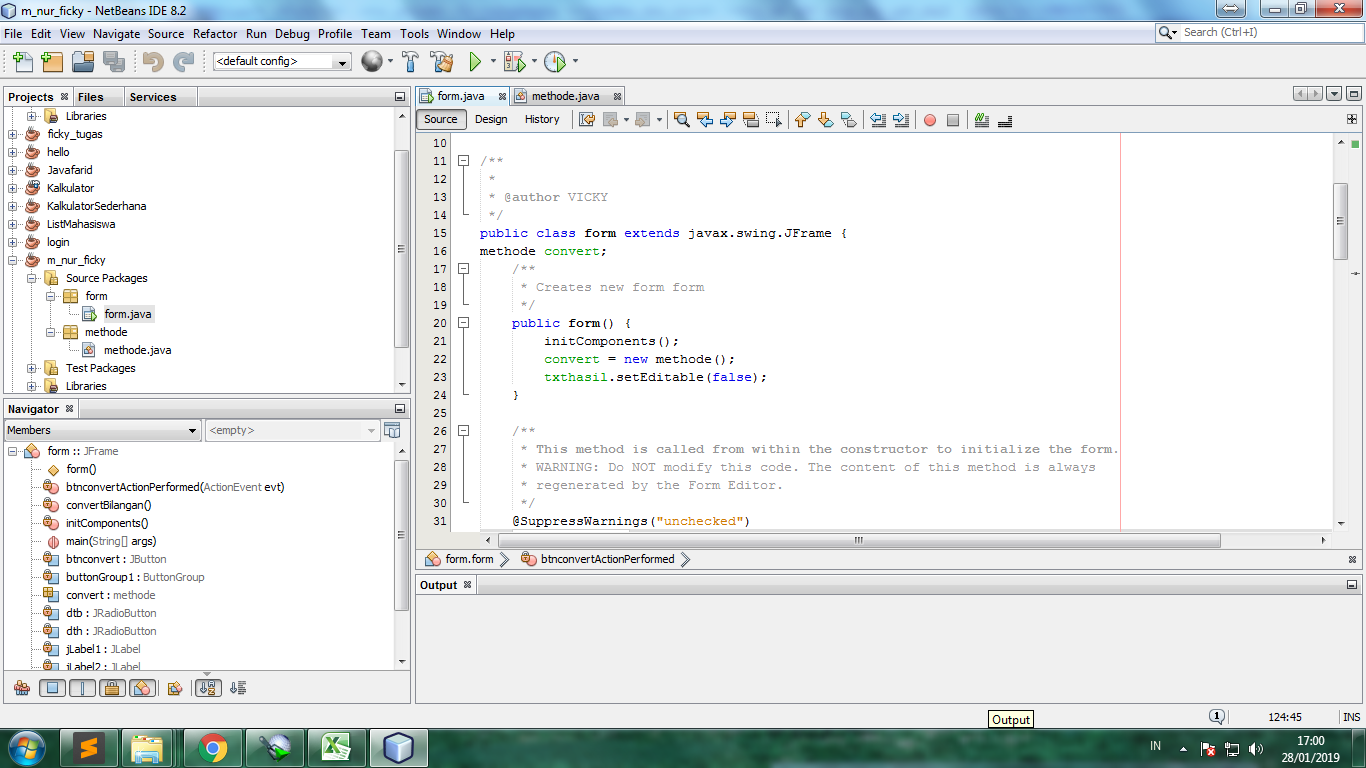 m_nur_ficky - NetBeans IDE 8.2
File Edit View Navigate Source Refactor Run Debug Profile Team Tools Window Help
Search (Ctrl+I)
<default config>
Projects Files Services
Libraries
ficky_tugas
hello
Javafarid
Kalkulator
KalkulatorSederhana
ListMahasiswa
login
m_nur_ficky
Source Packages
form
form.java
methode
methode.java
Test Packages
Libraries
Navigator
Members <empty>
form :: JFrame
form()
btnconvertActionPerformed(ActionEvent evt)
convertBilangan()
initComponents()
main(String[] args)
btnconvert : JButton
buttonGroup1 : ButtonGroup
convert : methode
dtb : JRadioButton
dth : JRadioButton
jLabel1 : JLabel
jLabel2 : JLabel
form.java methode.java
Source Design History
10
11 /**
12 *
13 * @author VICKY
14 */
15 public class form extends javax.swing.JFrame {
16 methode convert;
17 /**
18 * Creates new form form
19 */
20 public form() {
21 initComponents();
22 convert = new methode();
23 txthasil.setEditable(false);
24 }
25
26 /**
27 * This method is called from within the constructor to initialize the form.
28 * WARNING: Do NOT modify this code. The content of this method is always
29 * regenerated by the Form Editor.
30 */
31 @SuppressWarnings("unchecked")
form.form btnconvertActionPerformed
Output
Output
1 124:45 INS
IN 17:00
28/01/2019